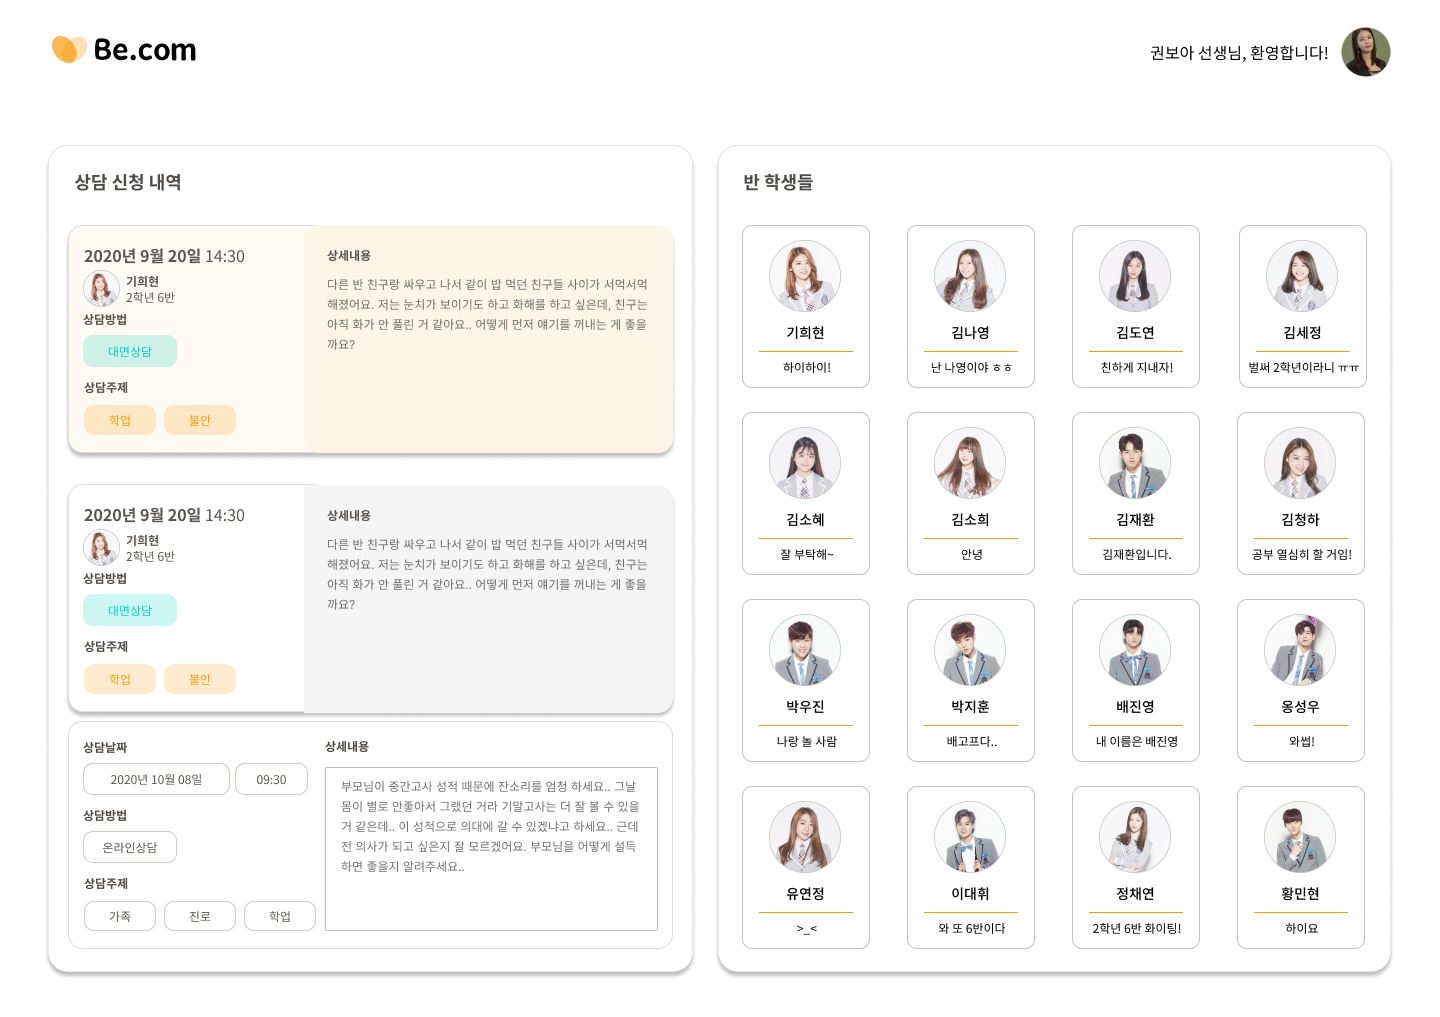 Be.com
권보아 선생님, 환영합니다!
상담 신청 내역
2020년 9월 20일 14:30
기희현
2학년 6반
상담방법
대면상담
상담주제
학업
불안
상세내용
다른 반 친구랑 싸우고 나서 같이 밥 먹던 친구들 사이가 서먹서먹
해졌어요. 저는 눈치가 보이기도 하고 화해를 하고 싶은데, 친구는
아직 화가 안 풀린 거 같아요.. 어떻게 먼저 얘기를 꺼내는 게 좋을
까요?
2020년 9월 20일 14:30
기희현
2학년 6반
상담방법
대면상담
상담주제
학업
불안
상세내용
다른 반 친구랑 싸우고 나서 같이 밥 먹던 친구들 사이가 서먹서먹
해졌어요. 저는 눈치가 보이기도 하고 화해를 하고 싶은데, 친구는
아직 화가 안 풀린 거 같아요.. 어떻게 먼저 얘기를 꺼내는 게 좋을
까요?
상담날짜
2020년 10월 08일
09:30
상담방법
온라인상담
상담주제
가족
진로
학업
상세내용
부모님이 중간고사 성적 때문에 잔소리를 엄청 하세요.. 그날
몸이 별로 안좋아서 그랬던 거라 기말고사는 더 잘 볼 수 있을
거 같은데.. 이 성적으로 의대에 갈 수 있겠냐고 하세요.. 근데
전 의사가 되고 싶은지 잘 모르겠어요. 부모님을 어떻게 설득
하면 좋을지 알려주세요..
반 학생들
기희현
하이하이!
김나영
난 나영이야 ㅎㅎ
김도연
친하게 지내자!
김세정
벌써 2학년이라니 ㅠㅠ
김소혜
잘 부탁해~
김소희
안녕
김재환
김재환입니다.
김청하
공부 열심히 할 거임!
박우진
나랑 놀 사람
박지훈
배고프다..
배진영
내 이름은 배진영
옹성우
와썹!
유연정
>_<
이대휘
와 또 6반이다
정채연
2학년 6반 화이팅!
황민현
하이요